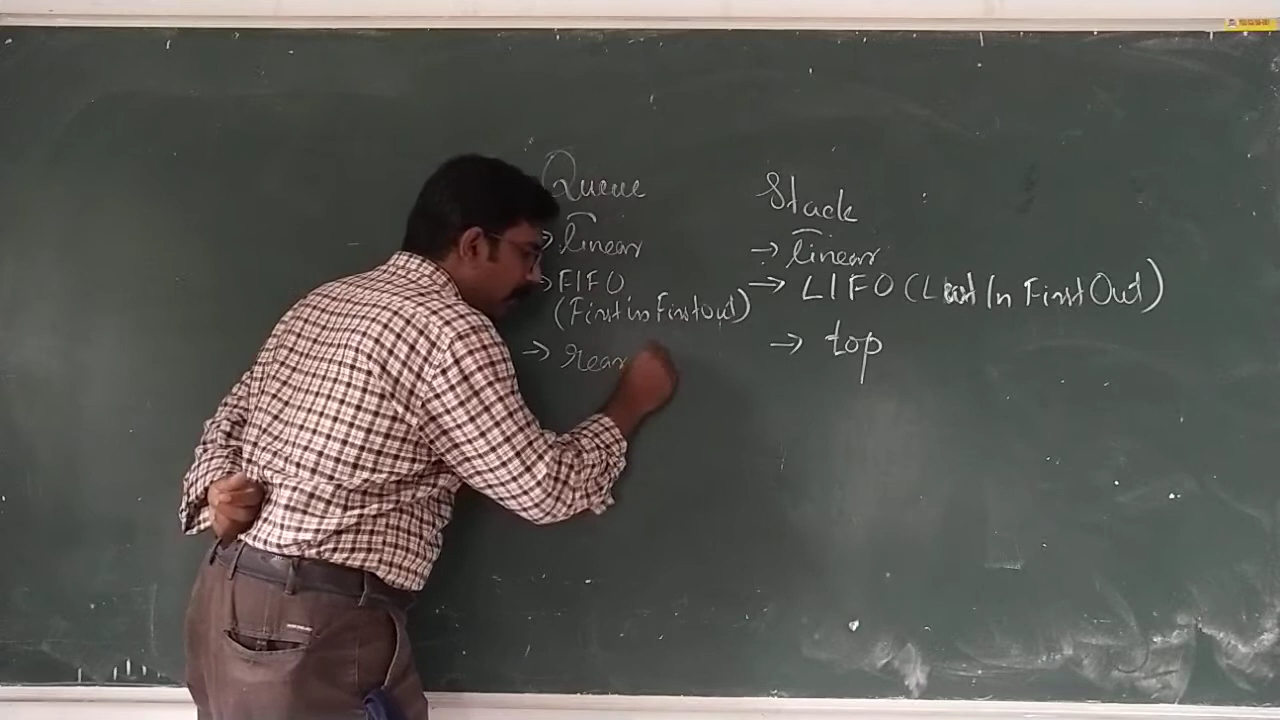 Queue
→ linear
→ FIFO
(First in First Out)
→ rear
Stack
→ linear
→ LIFO (Last In First Out)
→ top